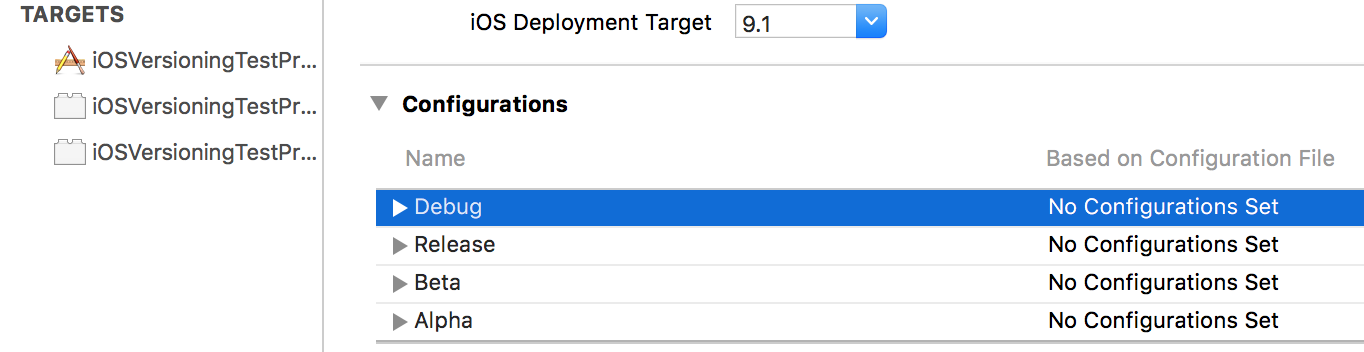 TARGETS
iOSVersioningTestPr...
iOSVersioningTestPr...
iOSVersioningTestPr...
iOS Deployment Target 9.1
Configurations
Name Based on Configuration File
Debug No Configurations Set
Release No Configurations Set
Beta No Configurations Set
Alpha No Configurations Set